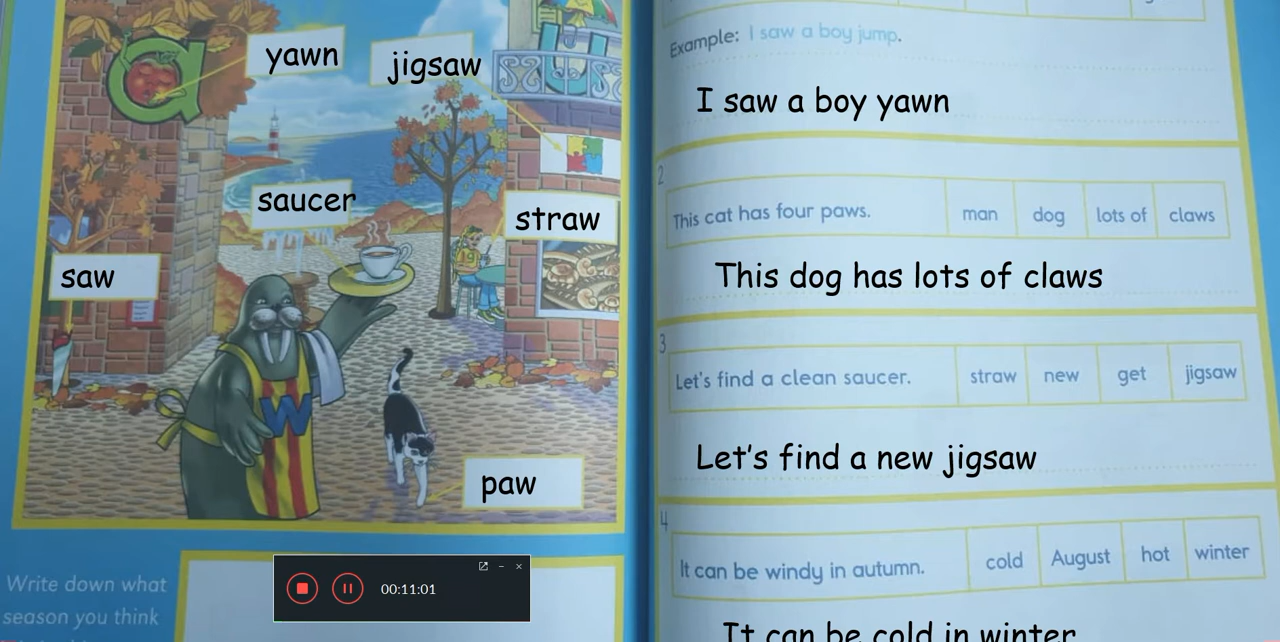 yawn
jigsaw
saucer
straw
saw
paw
Write down what
season you think
00:11:01
Example: I saw a boy jump.
I saw a boy yawn
2
This cat has four paws. man dog lots of claws
This dog has lots of claws
3
Let's find a clean saucer. straw new get jigsaw
Let's find a new jigsaw
4
It can be windy in autumn. cold August hot winter
It can be cold in winter